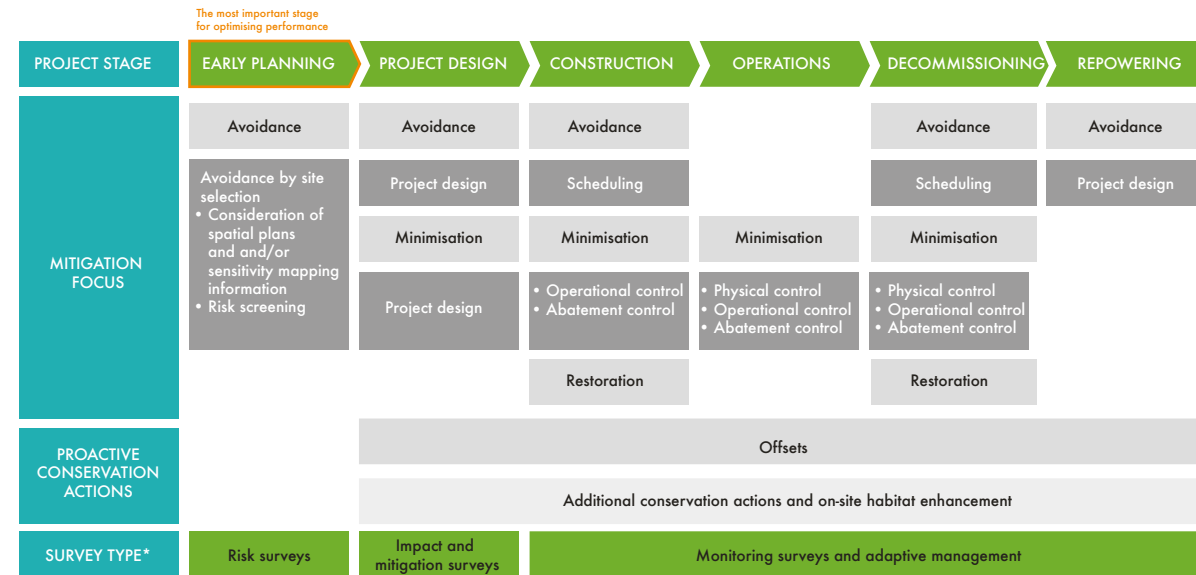 The most important stage
for optimising performance
PROJECT STAGE
EARLY PLANNING
PROJECT DESIGN
CONSTRUCTION
OPERATIONS
DECOMMISSIONING
REPOWERING
MITIGATION
FOCUS
Avoidance
Avoidance by site
selection
• Consideration of
spatial plans
and and/or
sensitivity mapping
information
• Risk screening
Avoidance
Project design
Minimisation
Project design
Avoidance
Scheduling
Minimisation
• Operational control
• Abatement control
Restoration
Minimisation
• Physical control
• Operational control
• Abatement control
Avoidance
Scheduling
Minimisation
• Physical control
• Operational control
• Abatement control
Restoration
Avoidance
Project design
PROACTIVE
CONSERVATION
ACTIONS
Offsets
Additional conservation actions and on-site habitat enhancement
SURVEY TYPE*
Risk surveys
Impact and
mitigation surveys
Monitoring surveys and adaptive management